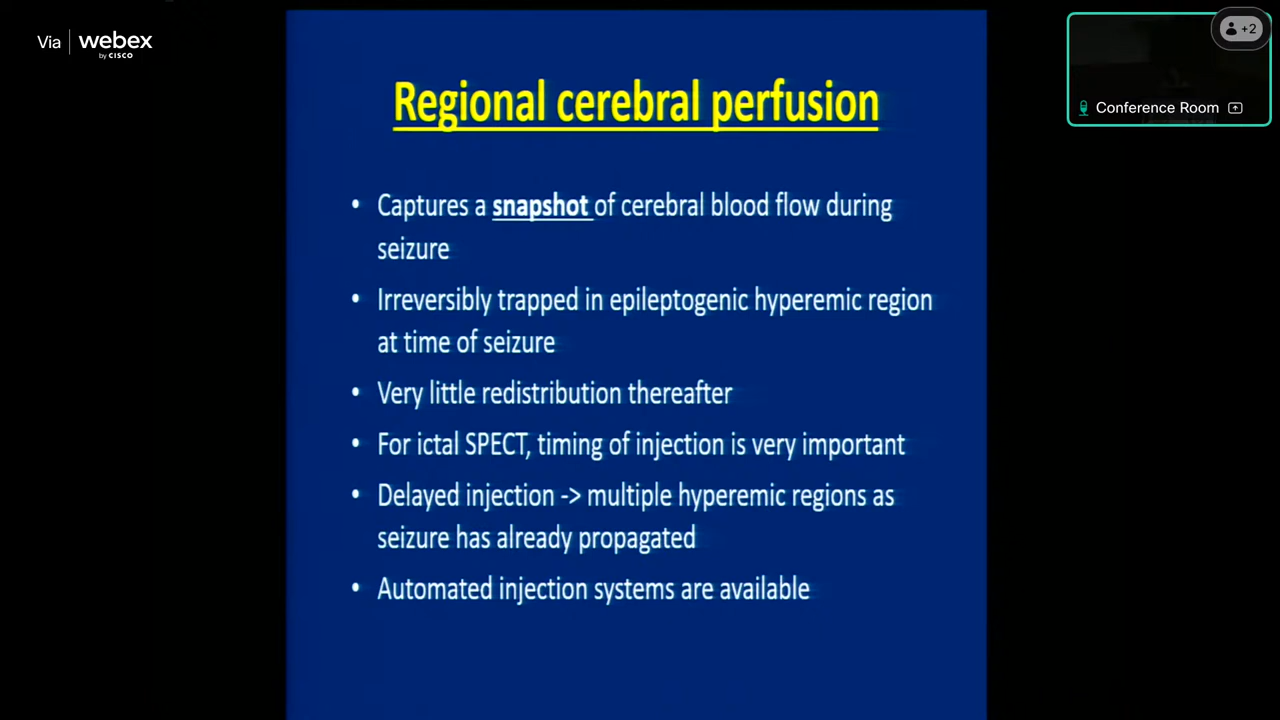 Via webex
by CISCO
+2
Conference Room
Regional cerebral perfusion
• Captures a snapshot of cerebral blood flow during
seizure
• Irreversibly trapped in epileptogenic hyperemic region
at time of seizure
• Very little redistribution thereafter
• For ictal SPECT, timing of injection is very important
• Delayed injection -> multiple hyperemic regions as
seizure has already propagated
• Automated injection systems are available